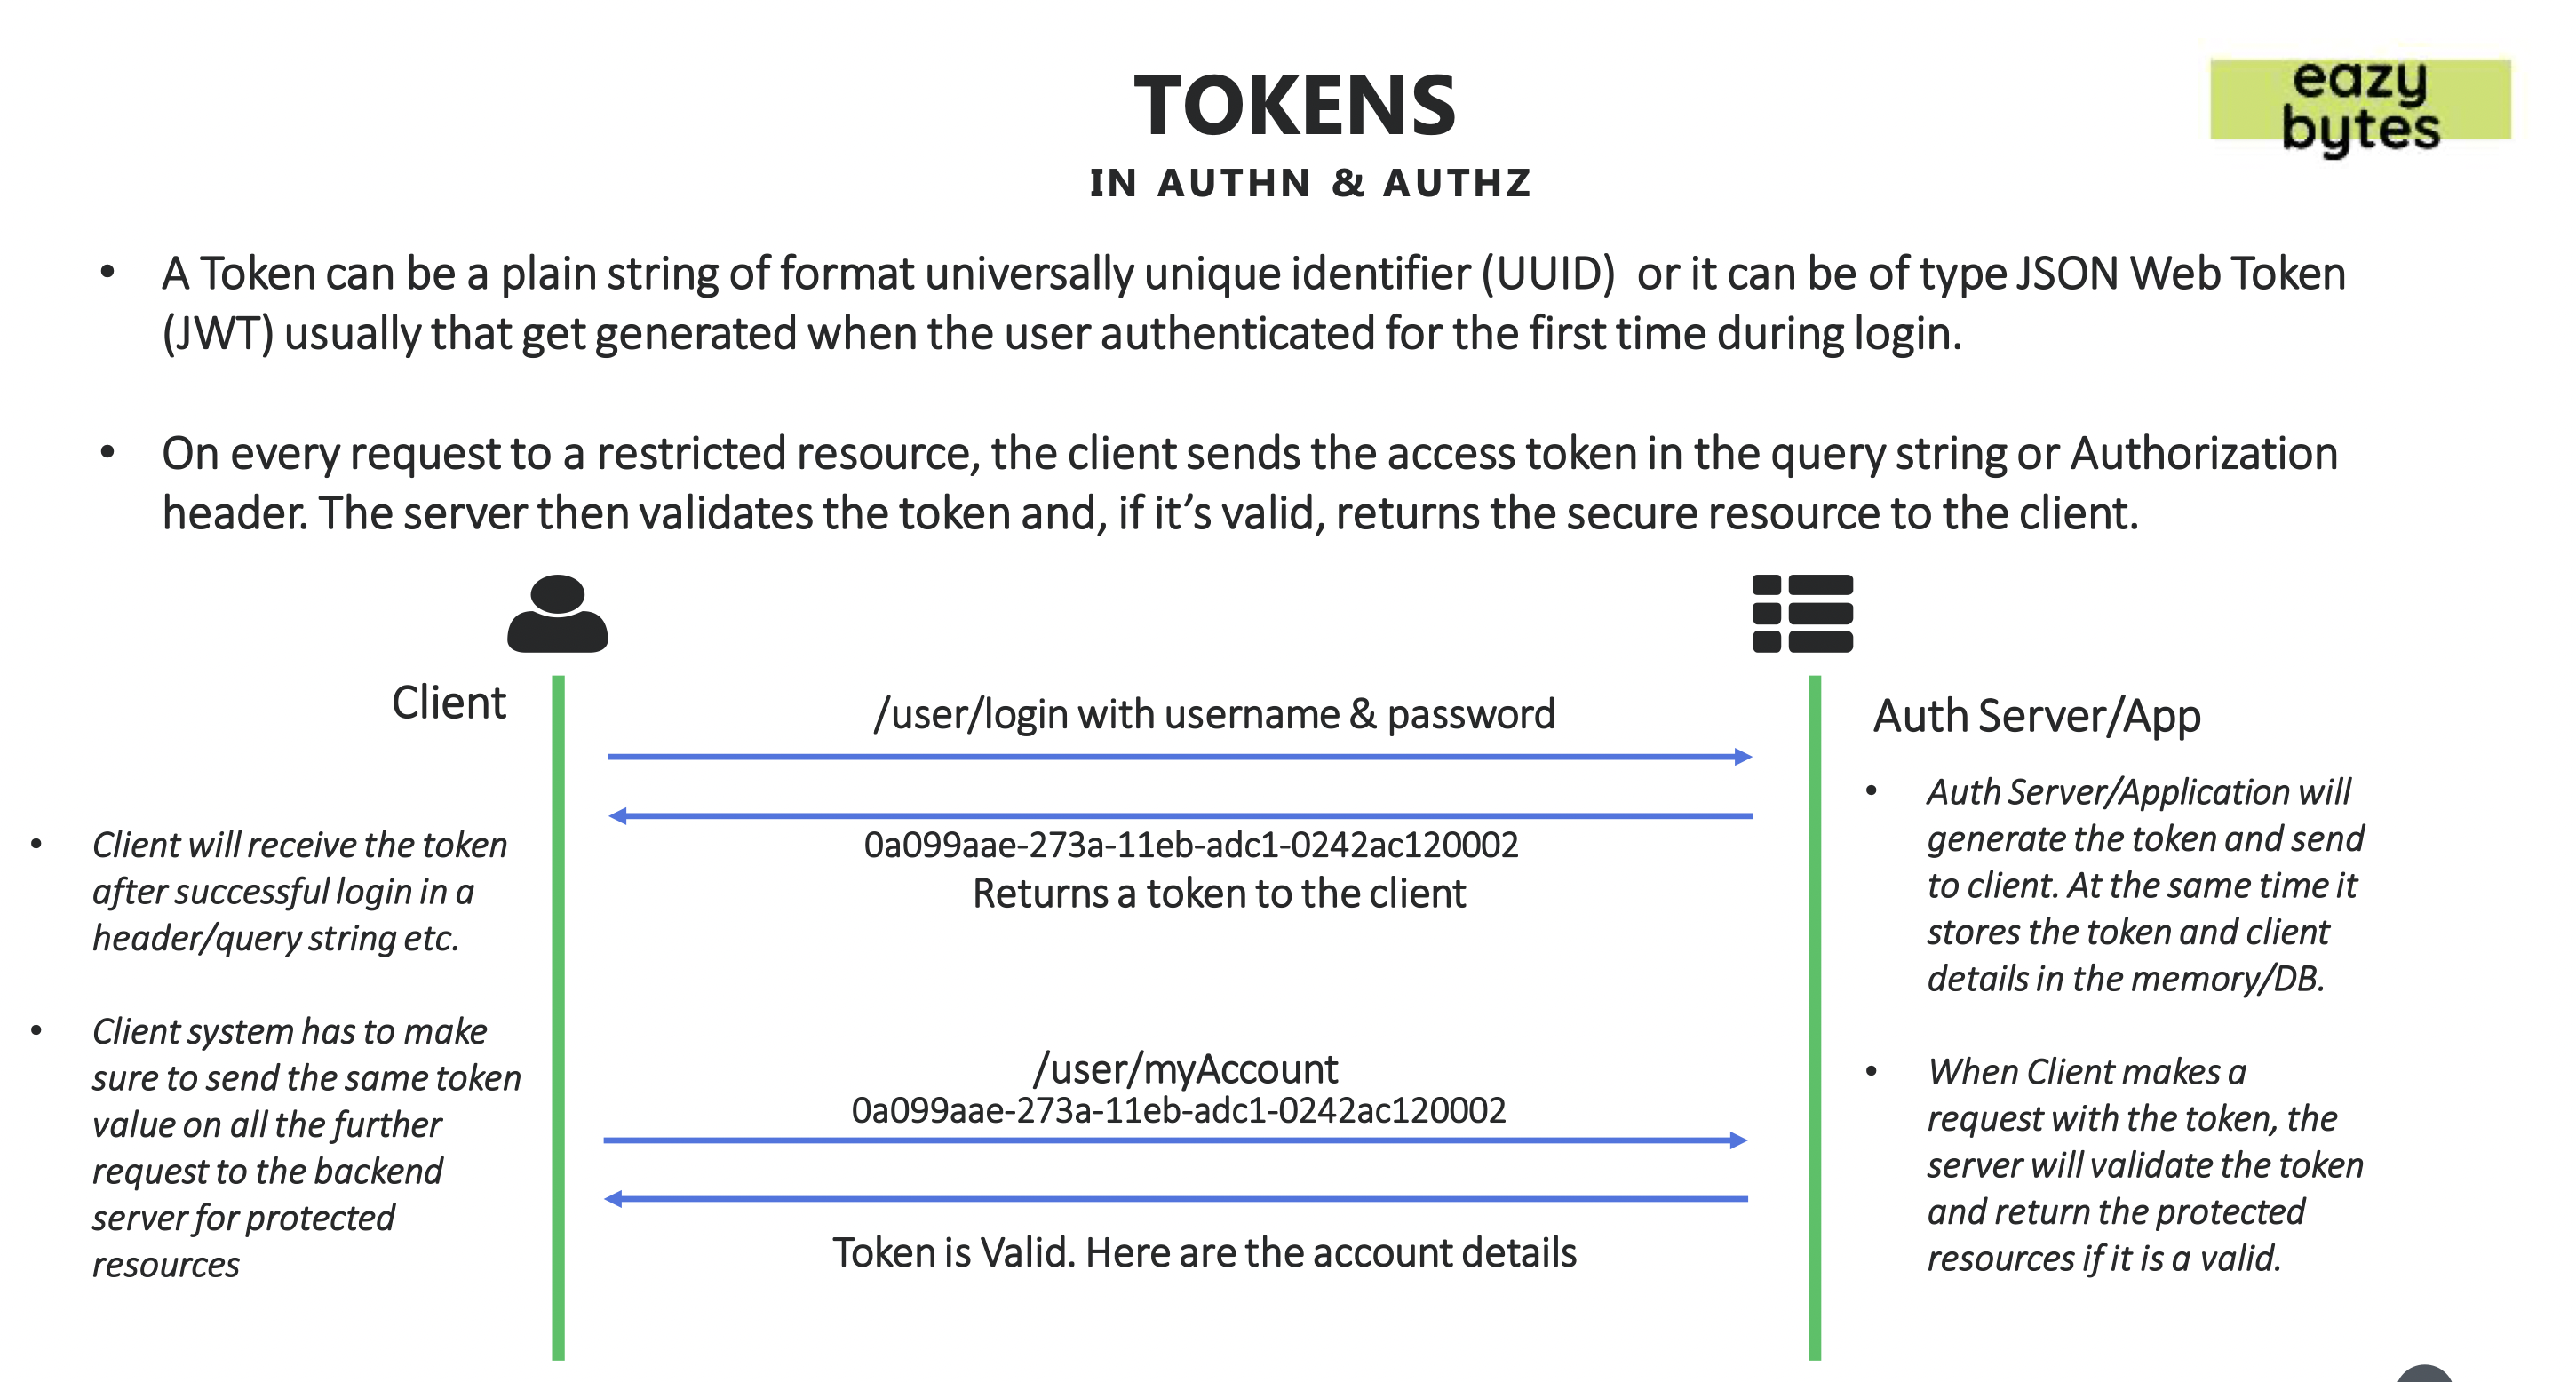 TOKENS
eazy
bytes
IN AUTHN & AUTHZ
• A Token can be a plain string of format universally unique identifier (UUID) or it can be of type JSON Web Token
(JWT) usually that get generated when the user authenticated for the first time during login.
• On every request to a restricted resource, the client sends the access token in the query string or Authorization
header. The server then validates the token and, if it’s valid, returns the secure resource to the client.
Client
/user/login with username & password
Auth Server/App
0a099aae-273a-11eb-adc1-0242ac120002
Returns a token to the client
/user/myAccount
0a099aae-273a-11eb-adc1-0242ac120002
Token is Valid. Here are the account details
• Client will receive the token
after successful login in a
header/query string etc.
• Client system has to make
sure to send the same token
value on all the further
request to the backend
server for protected
resources
• Auth Server/Application will
generate the token and send
to client. At the same time it
stores the token and client
details in the memory/DB.
• When Client makes a
request with the token, the
server will validate the token
and return the protected
resources if it is a valid.